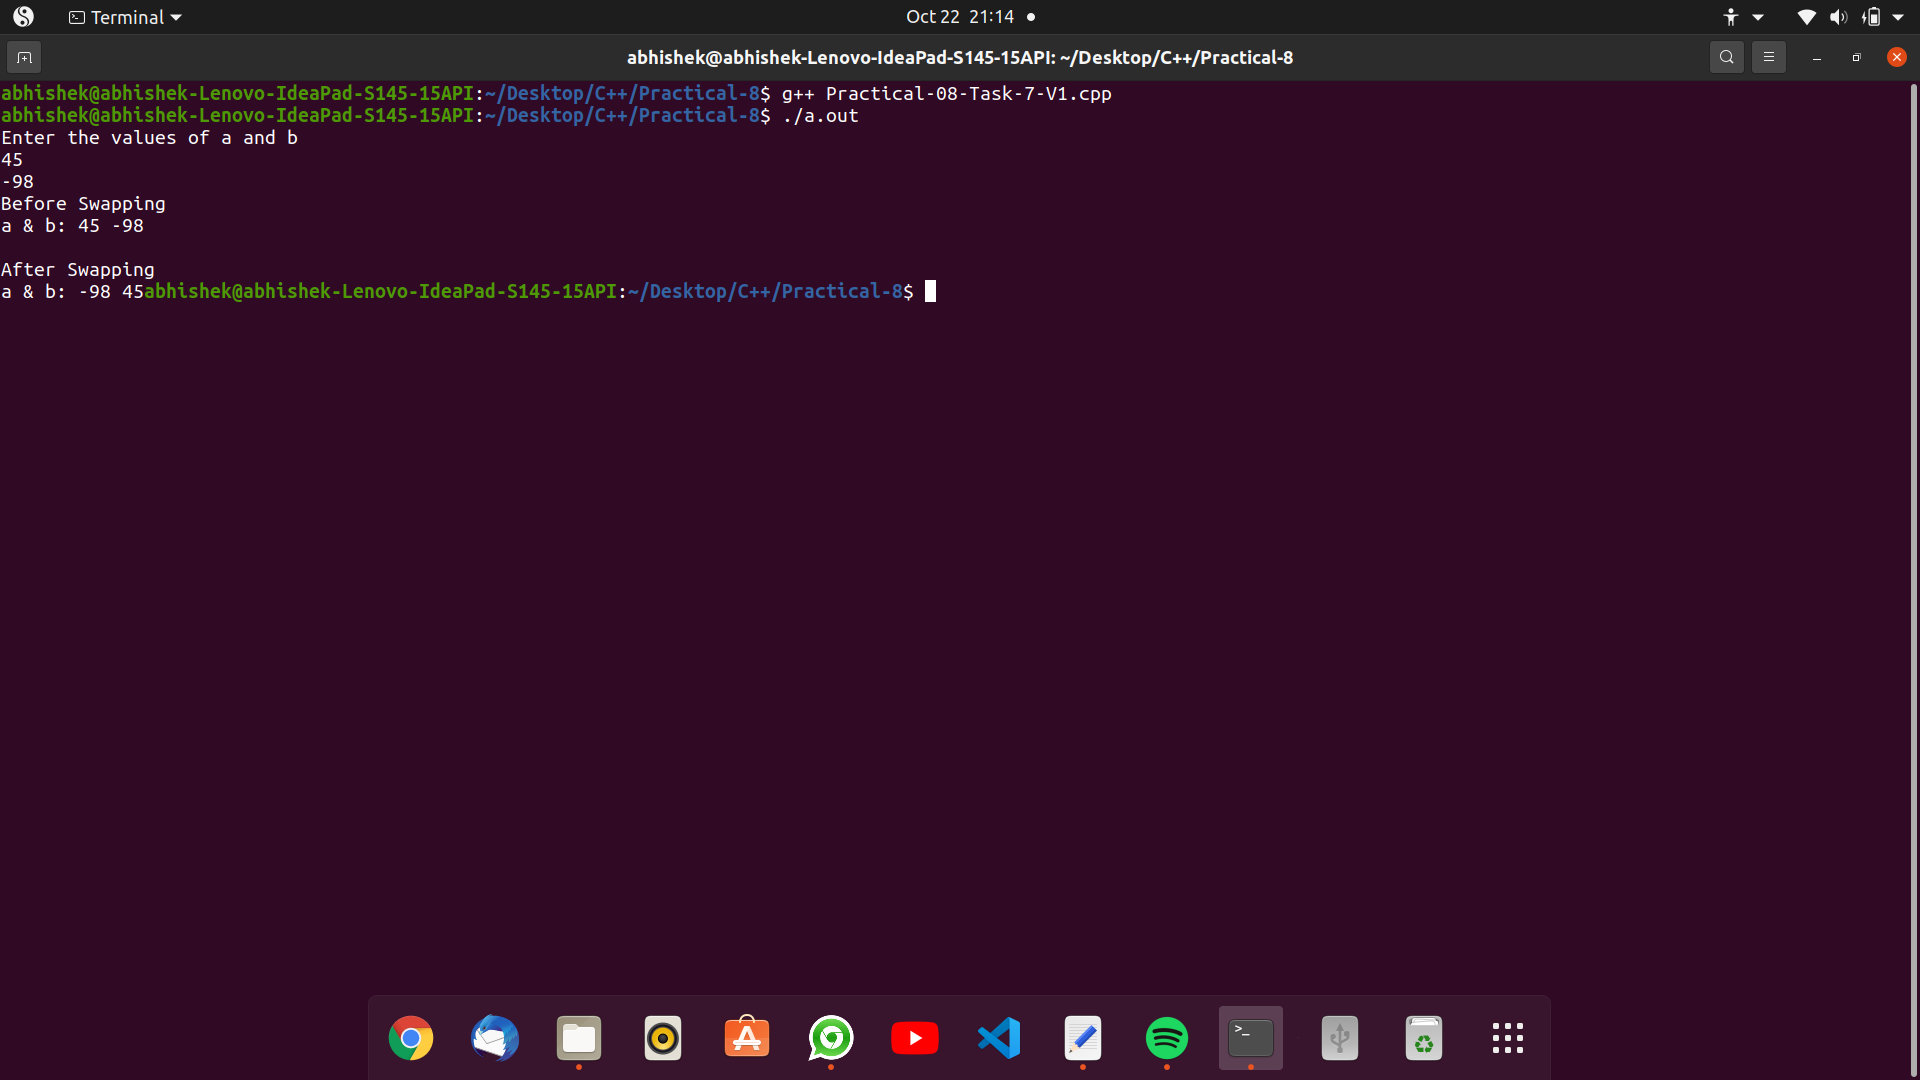 Terminal
Oct 22 21:14
abhishek@abhishek-Lenovo-IdeaPad-S145-15API: ~/Desktop/C++/Practical-8
abhishek@abhishek-Lenovo-IdeaPad-S145-15API:~/Desktop/C++/Practical-8$ g++ Practical-08-Task-7-V1.cpp
abhishek@abhishek-Lenovo-IdeaPad-S145-15API:~/Desktop/C++/Practical-8$ ./a.out
Enter the values of a and b
45
-98
Before Swapping
a & b: 45 -98
After Swapping
a & b: -98 45abhishek@abhishek-Lenovo-IdeaPad-S145-15API:~/Desktop/C++/Practical-8$